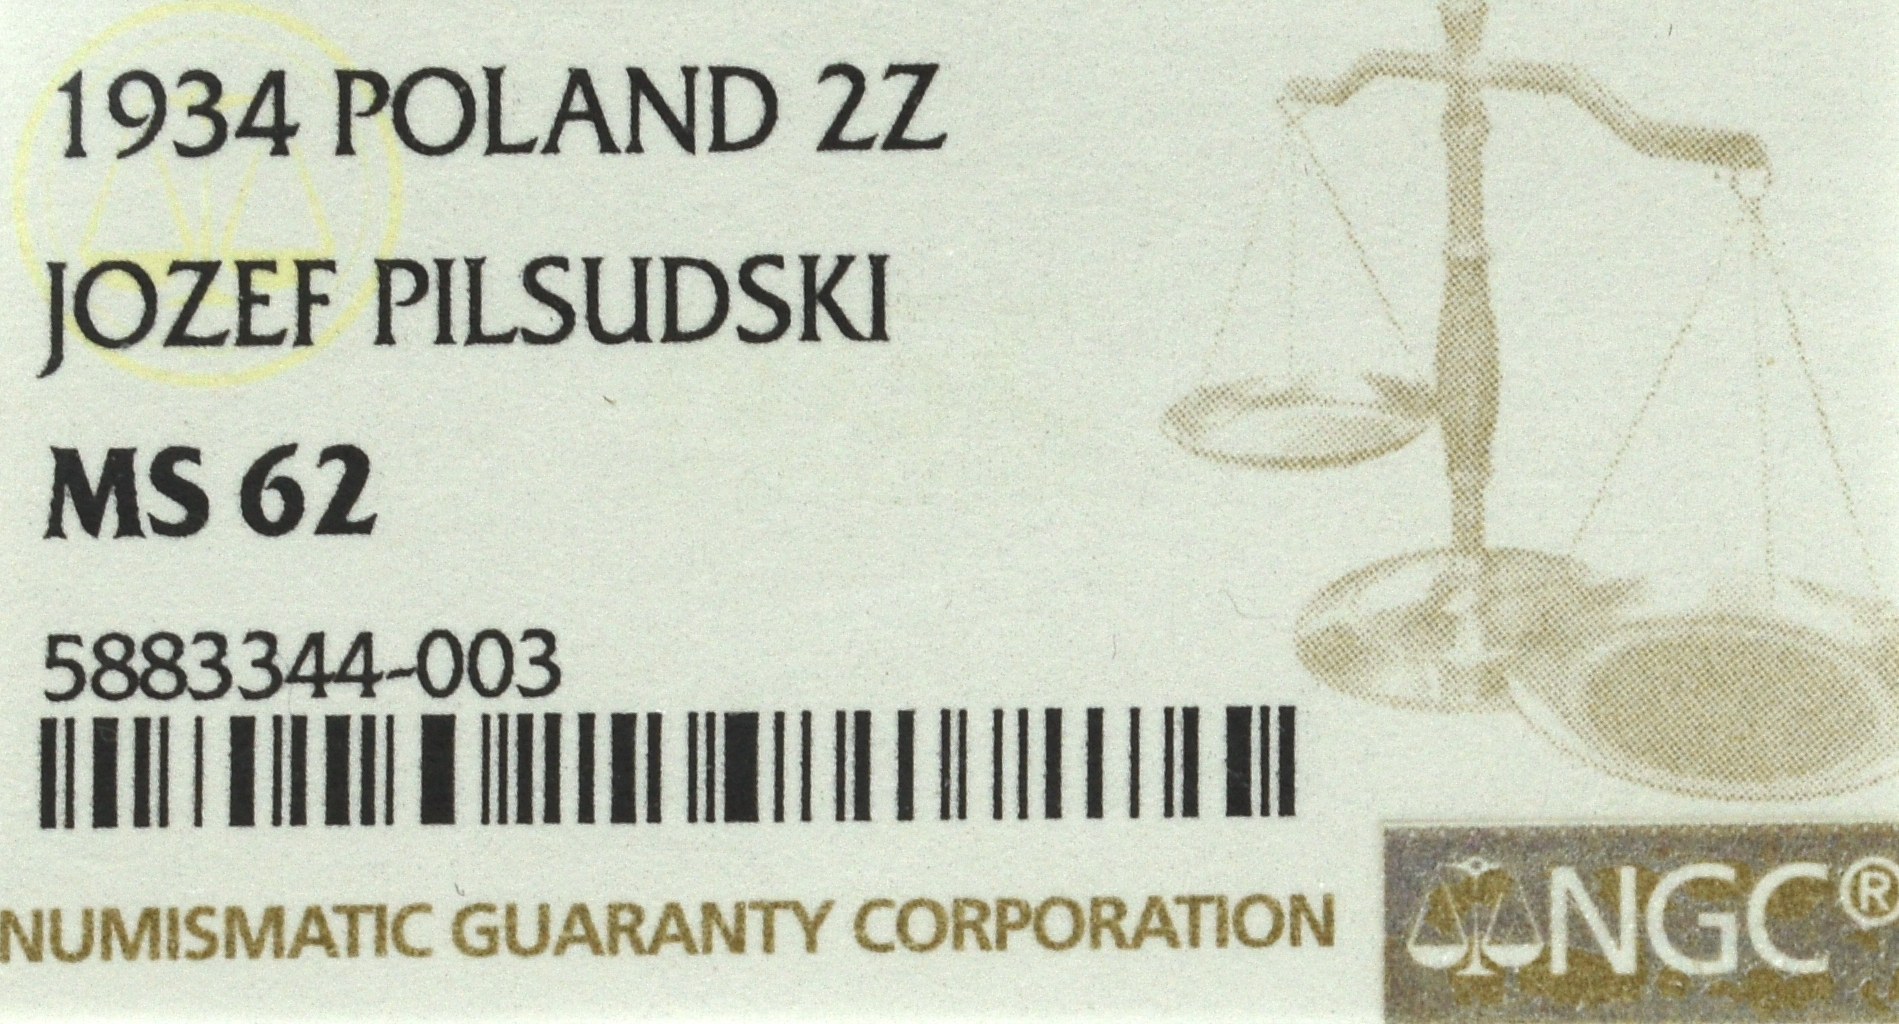 1934 POLAND 2Z
JOZEF PILSUDSKI
MS 62
5883344-003
NUMISMATIC GUARANTY CORPORATION
NGC®